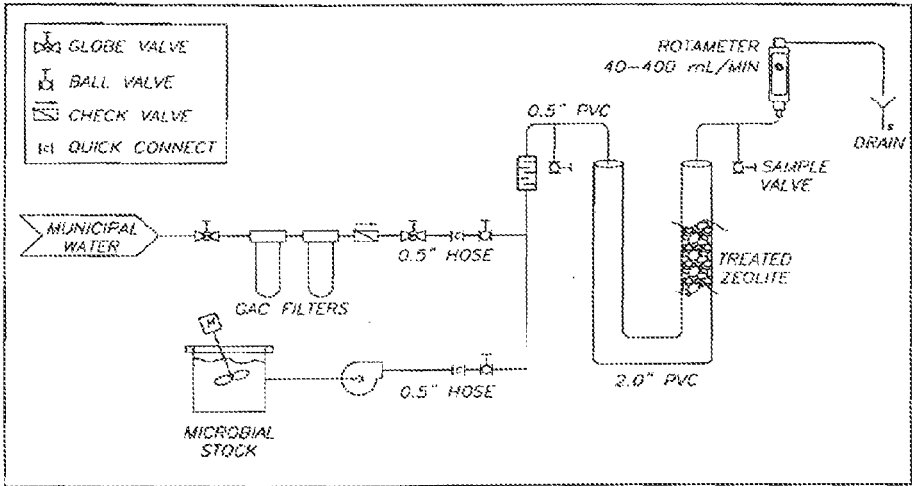 GLOBE VALVE
BALL VALVE
CHECK VALVE
QUICK CONNECT
ROTAMETER
40-400 mL/MIN
0.5" PVC
DRAIN
SAMPLE
VALVE
MUNICIPAL
WATER
0.5" HOSE
TREATED
ZEOLITE
GAC FILTERS
M
0.5" HOSE
2.0" PVC
MICROBIAL
STOCK